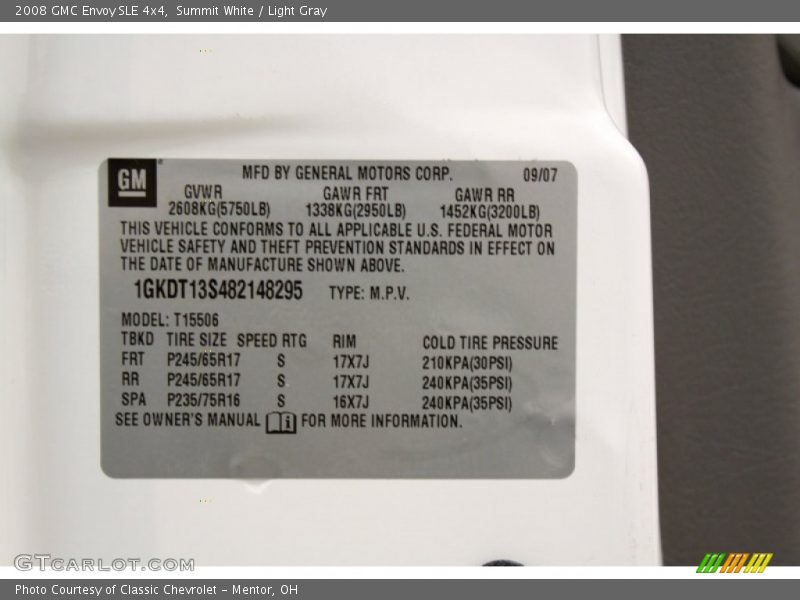 2008 GMC Envoy SLE 4x4, Summit White / Light Gray
GM
MFD BY GENERAL MOTORS CORP. 09/07
GVWR GAWR FRT GAWR RR
2608KG(5750LB) 1338KG(2950LB) 1452KG(3200LB)
THIS VEHICLE CONFORMS TO ALL APPLICABLE U.S. FEDERAL MOTOR
VEHICLE SAFETY AND THEFT PREVENTION STANDARDS IN EFFECT ON
THE DATE OF MANUFACTURE SHOWN ABOVE.
1GKDT13S482148295 TYPE: M.P.V.
MODEL: T15506
TBKD TIRE SIZE SPEED RTG RIM COLD TIRE PRESSURE
FRT P245/65R17 S 17X7J 210KPA(30PSI)
RR P245/65R17 S 17X7J 240KPA(35PSI)
SPA P235/75R16 S 16X7J 240KPA(35PSI)
SEE OWNER'S MANUAL i FOR MORE INFORMATION.
GTCARLOT.COM
Photo Courtesy of Classic Chevrolet - Mentor, OH